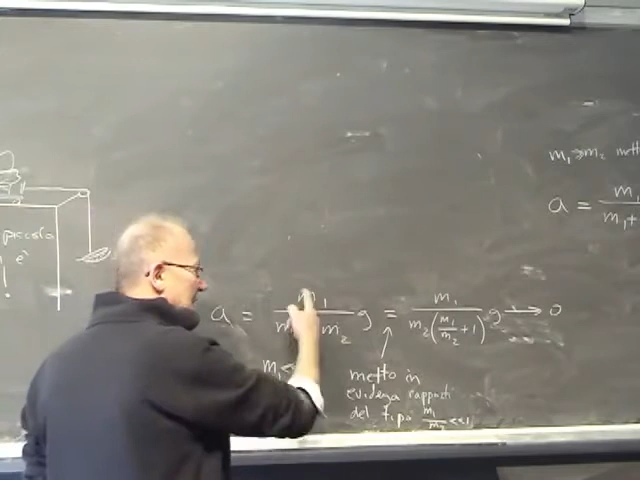 m₁ ≫ m₂
a = m₁
piccola
è
a = m₁ / m₂ g = m₁ / (m₂ (m₁/m₂ + 1)) g → 0
metto in
evidenza rapporti
del tipo m₁/m₂ <<1